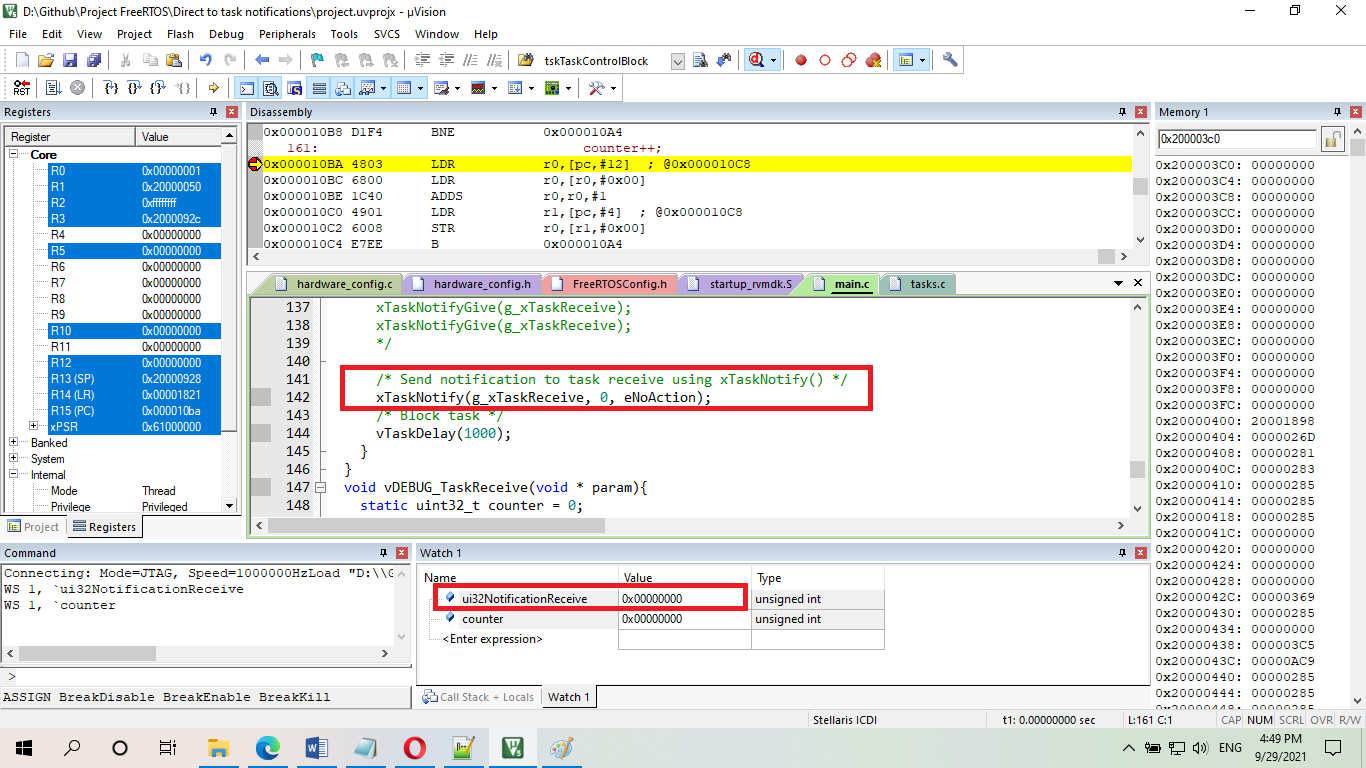 D:\Github\Project FreeRTOS\Direct to task notifications\project.uvprojx - µVision
File Edit View Project Flash Debug Peripherals Tools SVCS Window Help
tskTaskControlBlock
RST
Registers
Register Value
Core
R0 0x00000001
R1 0x20000050
R2 0xffffffff
R3 0x2000092c
R4 0x00000000
R5 0x00000000
R6 0x00000000
R7 0x00000000
R8 0x00000000
R9 0x00000000
R10 0x00000000
R11 0x00000000
R12 0x00000000
R13 (SP) 0x20000928
R14 (LR) 0x00001821
R15 (PC) 0x000010ba
xPSR 0x61000000
Banked
System
Internal
Mode Thread
Privilege Privileged
Project Registers
Disassembly
0x000010B8 D1F4 BNE 0x000010A4
161: counter++;
0x000010BA 4803 LDR r0,[pc,#12] ; @0x000010C8
0x000010BC 6800 LDR r0,[r0,#0x00]
0x000010BE 1C40 ADDS r0,r0,#1
0x000010C0 4901 LDR r1,[pc,#4] ; @0x000010C8
0x000010C2 6008 STR r0,[r1,#0x00]
0x000010C4 E7EE B 0x000010A4
hardware_config.c hardware_config.h FreeRTOSConfig.h startup_rvmdk.S main.c tasks.c
137 xTaskNotifyGive(g_xTaskReceive);
138 xTaskNotifyGive(g_xTaskReceive);
139 */
140
141 /* Send notification to task receive using xTaskNotify() */
142 xTaskNotify(g_xTaskReceive, 0, eNoAction);
143 /* Block task */
144 vTaskDelay(1000);
145 }
146 }
147 void vDEBUG_TaskReceive(void * param){
148 static uint32_t counter = 0;
Memory 1
0x200003c0
0x200003C0: 00000000
0x200003C4: 00000000
0x200003C8: 00000000
0x200003CC: 00000000
0x200003D0: 00000000
0x200003D4: 00000000
0x200003D8: 00000000
0x200003DC: 00000000
0x200003E0: 00000000
0x200003E4: 00000000
0x200003E8: 00000000
0x200003EC: 00000000
0x200003F0: 00000000
0x200003F4: 00000000
0x200003F8: 00000000
0x200003FC: 00000000
0x20000400: 20001898
0x20000404: 0000026D
0x20000408: 00000281
0x2000040C: 00000283
0x20000410: 00000285
0x20000414: 00000285
0x20000418: 00000285
0x2000041C: 00000000
0x20000420: 00000000
0x20000424: 00000000
0x20000428: 00000000
0x2000042C: 00000369
0x20000430: 00000285
0x20000434: 00000000
0x20000438: 000003C5
0x2000043C: 00000AC9
0x20000440: 00000285
0x20000444: 00000285
0x20000448: 00000285
Command
Connecting: Mode=JTAG, Speed=1000000HzLoad "D:\\G
WS 1, `ui32NotificationReceive
WS 1, `counter
>
ASSIGN BreakDisable BreakEnable BreakKill
Watch 1
Name Value Type
ui32NotificationReceive 0x00000000 unsigned int
counter 0x00000000 unsigned int
<Enter expression>
Call Stack + Locals Watch 1
Stellaris ICDI t1: 0.00000000 sec L:161 C:1 CAP NUM SCRL OVR R/W
ENG
4:49 PM
9/29/2021